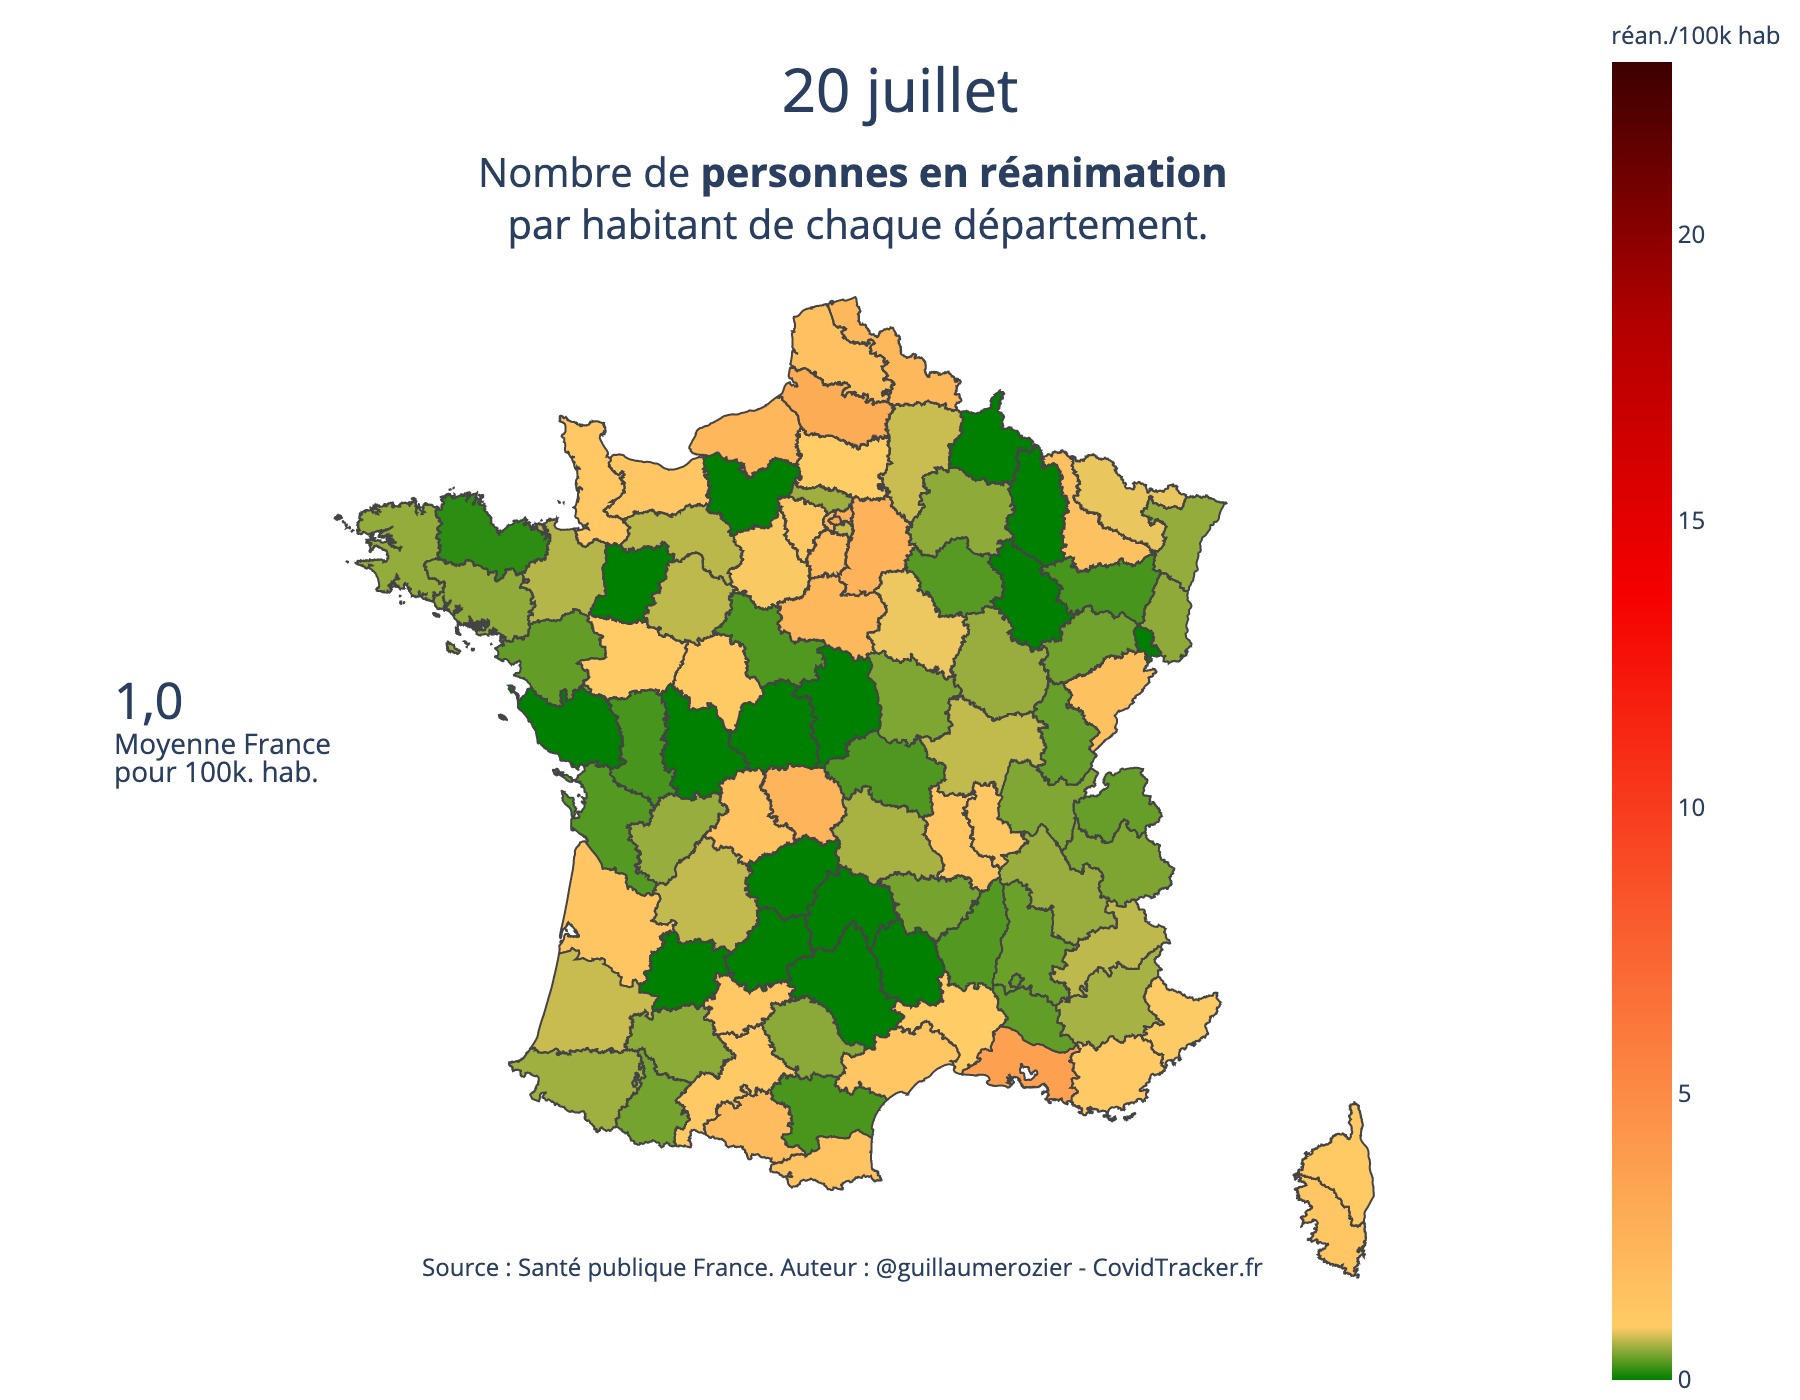 réan./100k hab
20 juillet
Nombre de personnes en réanimation
par habitant de chaque département.
20
15
10
5
0
1,0
Moyenne France
pour 100k. hab.
Source : Santé publique France. Auteur : @guillaumerozier - CovidTracker.fr